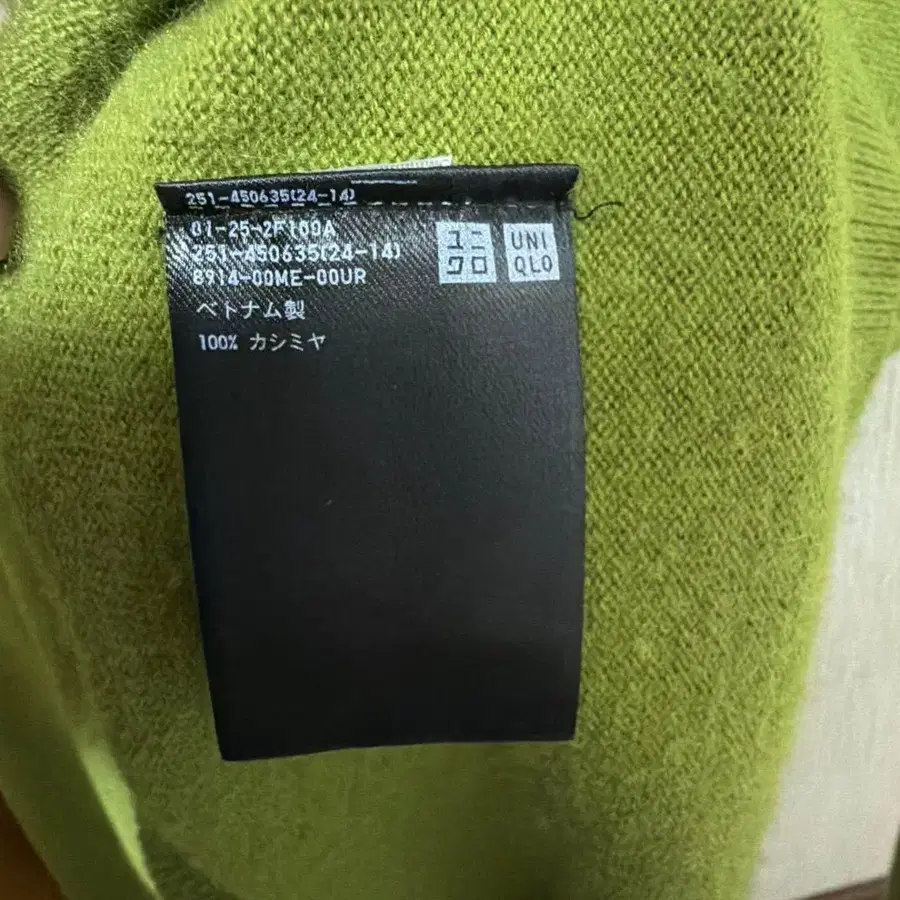 251-450635(24-14)
01-25-2F100A
251-450635(24-14)
8914-00ME-00UR
ベトナム製
100% カシミヤ
ユニ
クロ
UNI
QLO